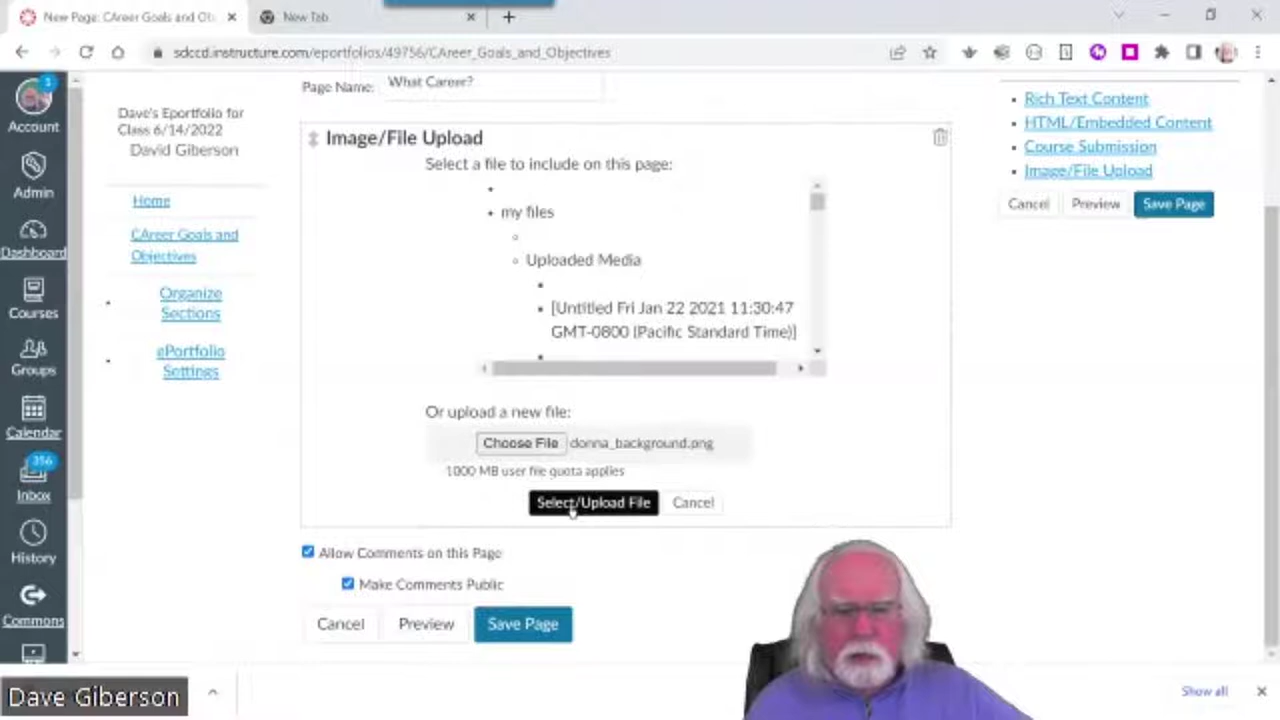 New Page: CAreer Goals and Ob
New Tab
sdccd.instructure.com/eportfolios/49756/CAreer_Goals_and_Objectives
1
Account
Admin
Dashboard
Courses
Groups
Calendar
356
Inbox
History
Commons
Dave's Eportfolio for
Class 6/14/2022
David Giberson
Home
CAreer Goals and
Objectives
Organize
Sections
ePortfolio
Settings
Page Name:
What Career?
Image/File Upload
Select a file to include on this page:
my files
Uploaded Media
[Untitled Fri Jan 22 2021 11:30:47
GMT-0800 (Pacific Standard Time)]
Or upload a new file:
Choose File donna_background.png
1000 MB user file quota applies
Select/Upload File
Cancel
Allow Comments on this Page
Make Comments Public
Cancel
Preview
Save Page
Rich Text Content
HTML/Embedded Content
Course Submission
Image/File Upload
Cancel
Preview
Save Page
Dave Giberson
Show all